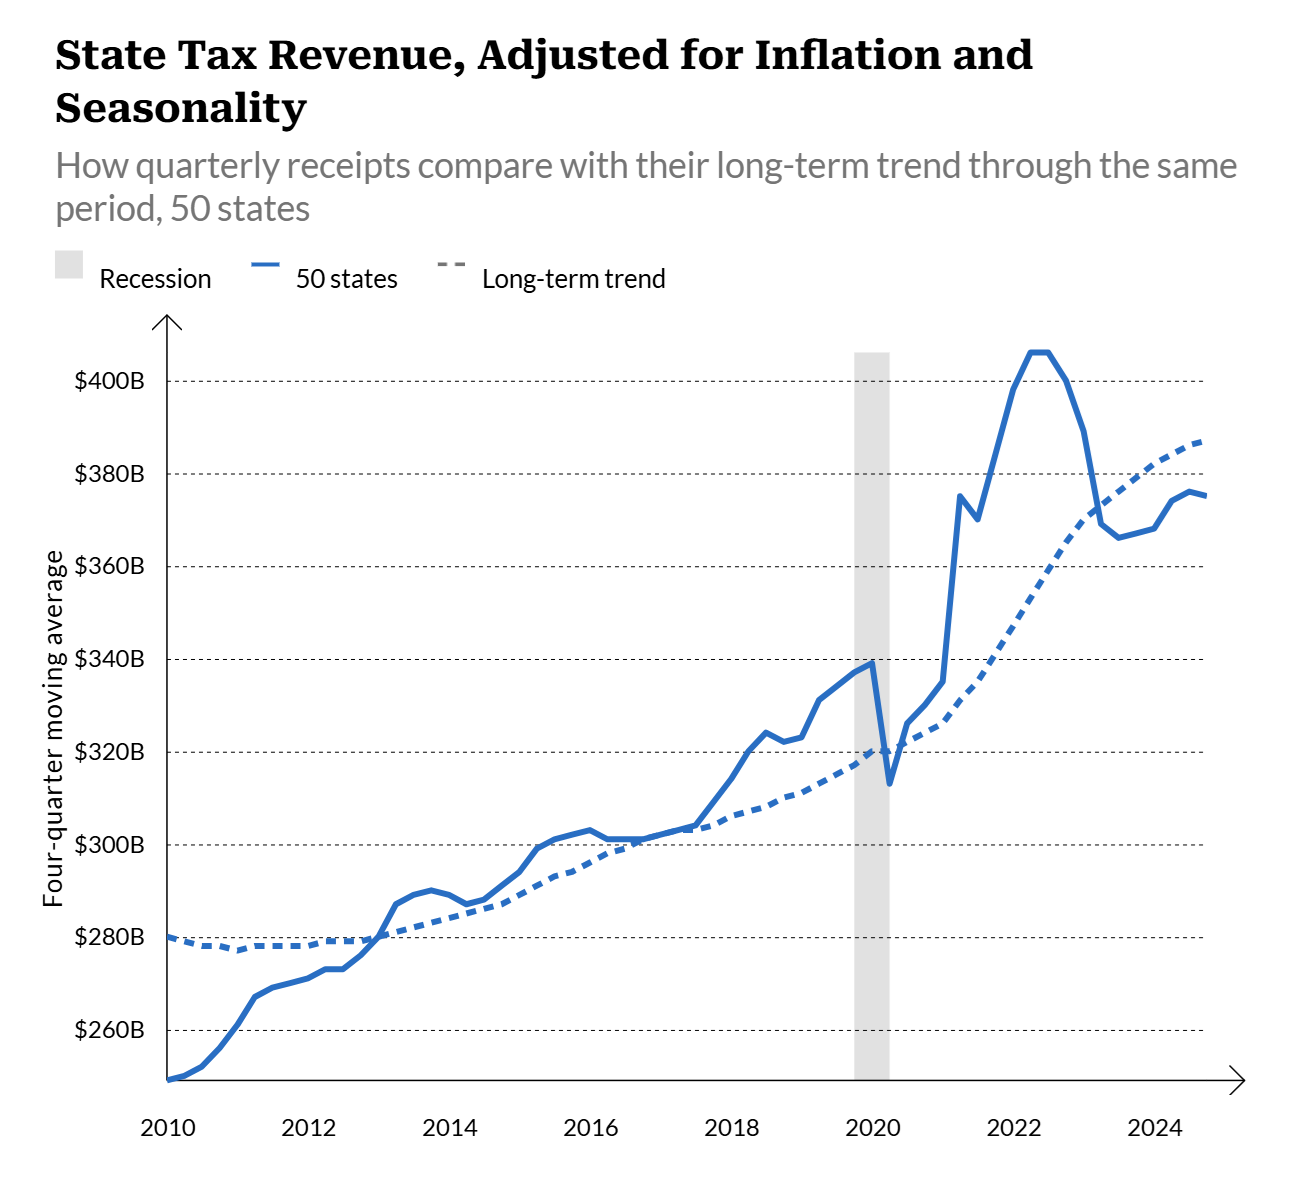 State Tax Revenue, Adjusted for Inflation and
Seasonality
How quarterly receipts compare with their long-term trend through the same
period, 50 states
Recession
50 states
Long-term trend
$400B
$380B
$360B
$340B
$320B
$300B
$280B
$260B
Four-quarter moving average
2010
2012
2014
2016
2018
2020
2022
2024